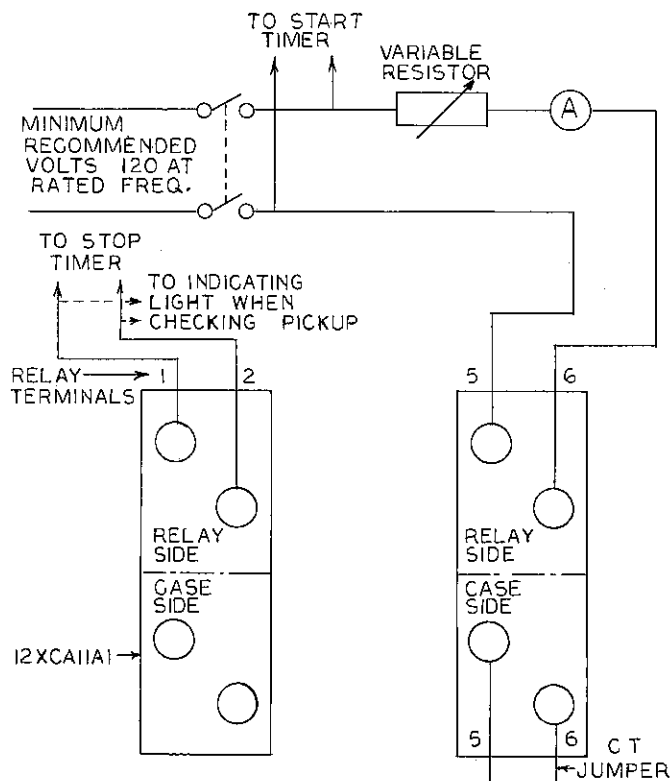 TO START
TIMER
VARIABLE
RESISTOR
A
MINIMUM
RECOMMENDED
VOLTS 120 AT
RATED FREQ.
TO STOP
TIMER
TO INDICATING
LIGHT WHEN
CHECKING PICKUP
RELAY
TERMINALS
1
2
5
6
RELAY
SIDE
CASE
SIDE
RELAY
SIDE
CASE
SIDE
12XCA11A1
5
6
CT
JUMPER